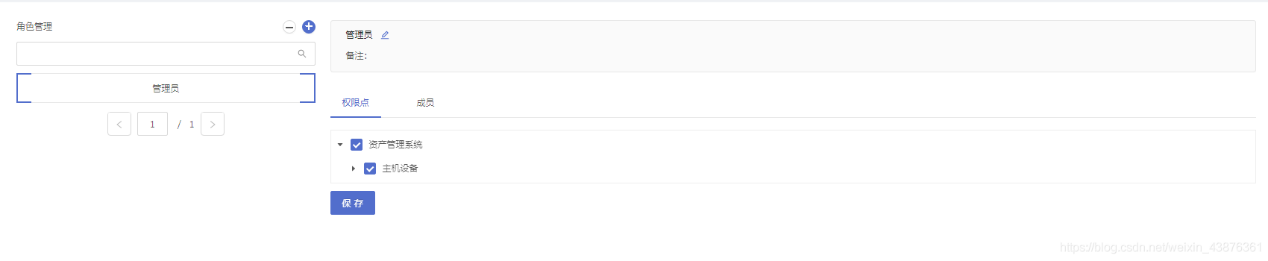 角色管理
管理员
1 / 1
管理员
备注：
权限点 成员
资产管理系统
主机设备
保 存
https://blog.csdn.net/weixin_43876361